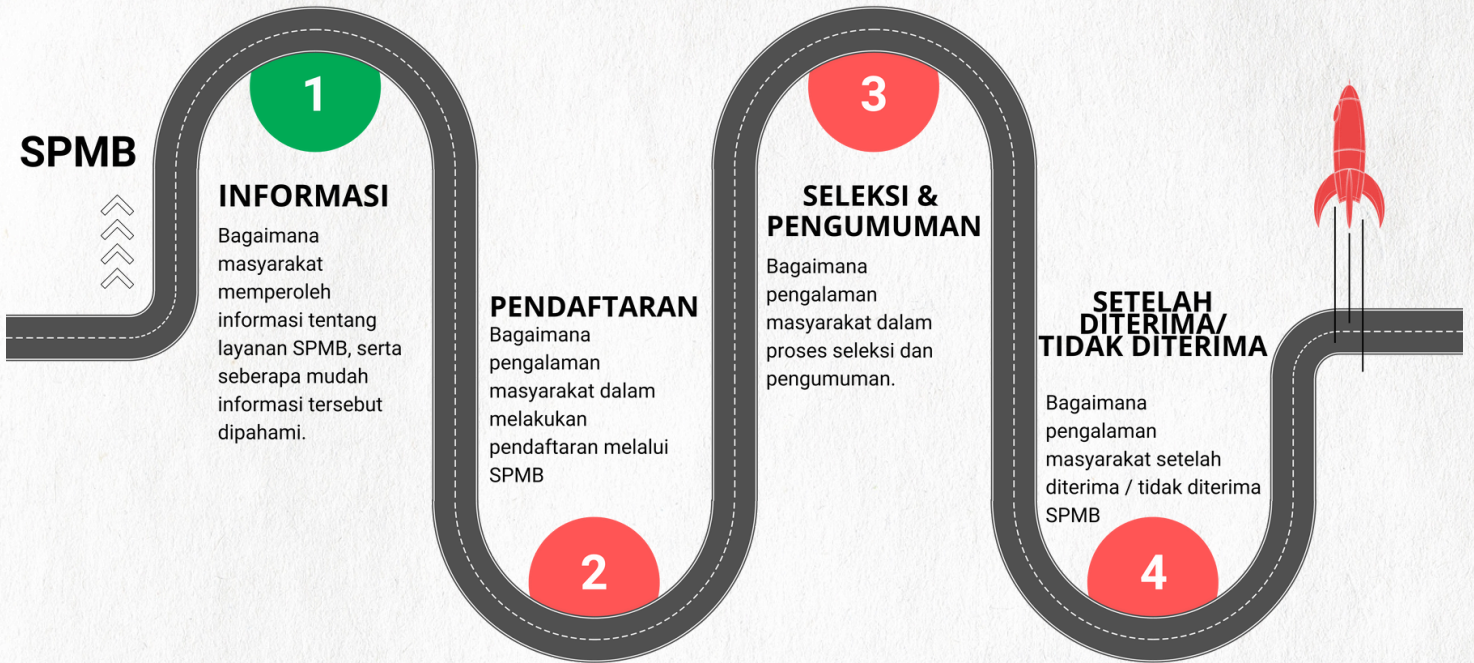 SPMB
1
INFORMASI
Bagaimana
masyarakat
memperoleh
informasi tentang
layanan SPMB, serta
seberapa mudah
informasi tersebut
dipahami.
PENDAFTARAN
Bagaimana
pengalaman
masyarakat dalam
melakukan
pendaftaran melalui
SPMB
2
3
SELEKSI &
PENGUMUMAN
Bagaimana
pengalaman
masyarakat dalam
proses seleksi dan
pengumuman.
SETELAH
DITERIMA/
TIDAK DITERIMA
Bagaimana
pengalaman
masyarakat setelah
diterima / tidak diterima
SPMB
4